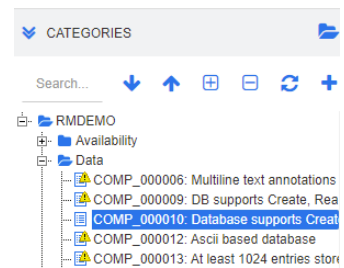 CATEGORIES
Search...
RMDEMO
Availability
Data
COMP_000006: Multiline text annotations
COMP_000009: DB supports Create, Rea
COMP_000010: Database supports Creat
COMP_000012: Ascii based database
COMP_000013: At least 1024 entries store